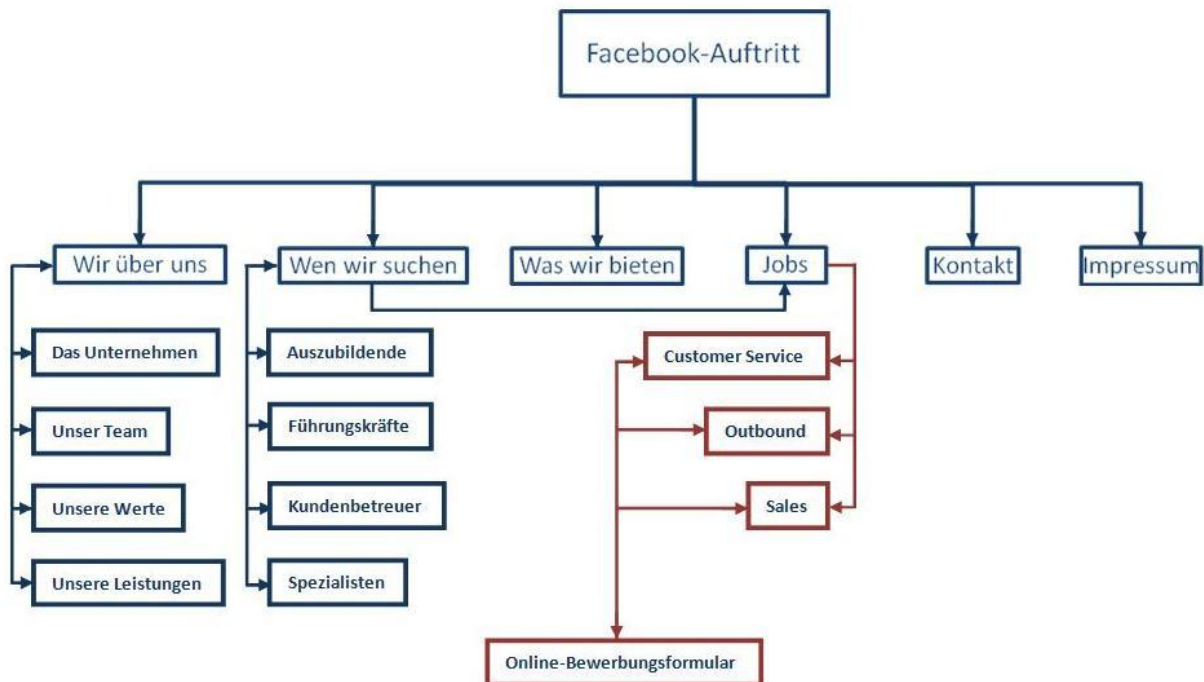 Facebook-Auftritt
Wir über uns
Wen wir suchen
Was wir bieten
Jobs
Kontakt
Impressum
Das Unternehmen
Unser Team
Unsere Werte
Unsere Leistungen
Auszubildende
Führungskräfte
Kundenbetreuer
Spezialisten
Customer Service
Outbound
Sales
Online-Bewerbungsformular